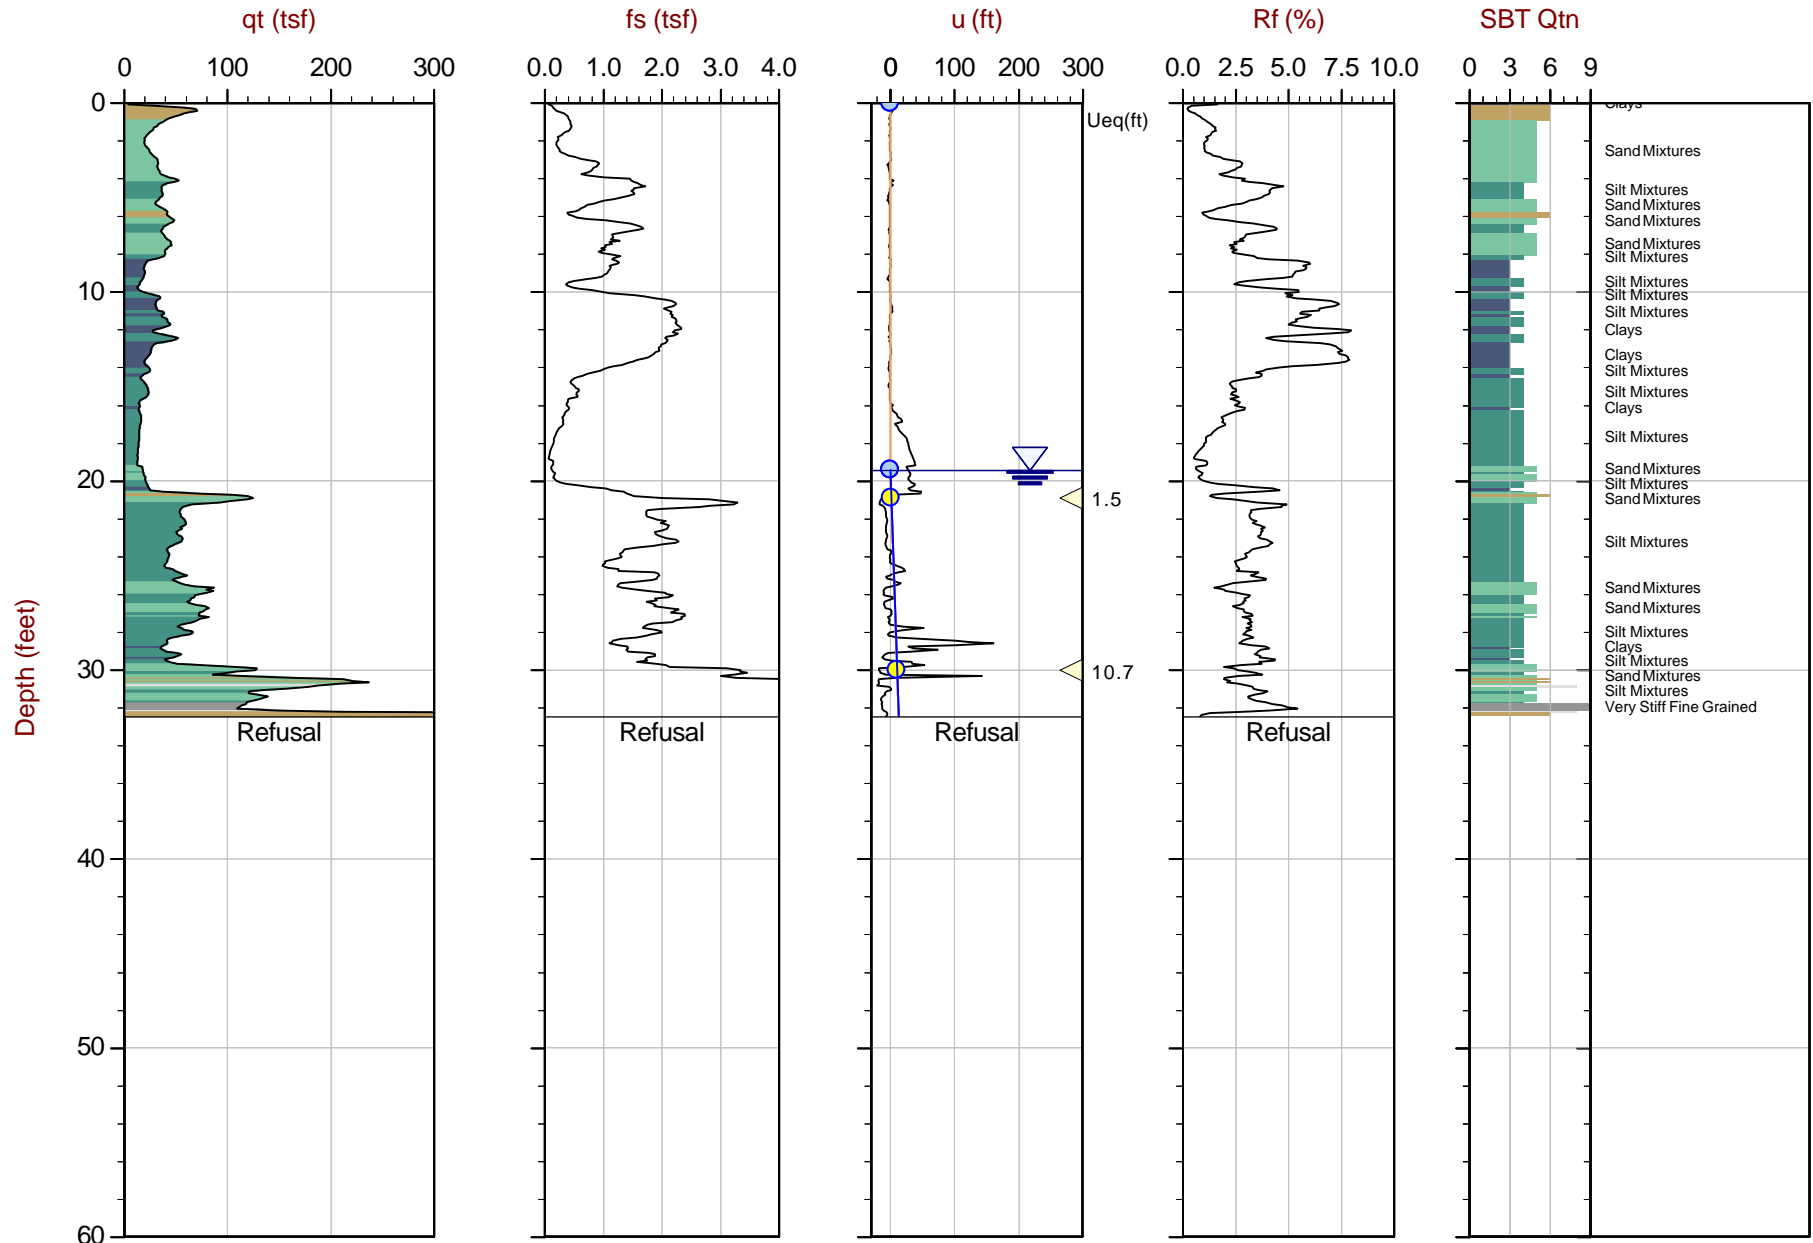 qt (tsf) fs (tsf) u (ft) Rf (%) SBT Qtn
0 100 200 300 0.0 1.0 2.0 3.0 4.0 0 100 200 300 0.0 2.5 5.0 7.5 10.0 0 3 6 9
0
10
20
30
40
50
60
Depth (feet)
Ueq(ft)
1.5
10.7
Refusal Refusal Refusal Refusal
Clays
Sand Mixtures
Silt Mixtures
Sand Mixtures
Sand Mixtures
Sand Mixtures
Silt Mixtures
Silt Mixtures
Silt Mixtures
Silt Mixtures
Clays
Clays
Silt Mixtures
Silt Mixtures
Clays
Silt Mixtures
Sand Mixtures
Silt Mixtures
Sand Mixtures
Silt Mixtures
Sand Mixtures
Sand Mixtures
Silt Mixtures
Clays
Silt Mixtures
Sand Mixtures
Silt Mixtures
Very Stiff Fine Grained